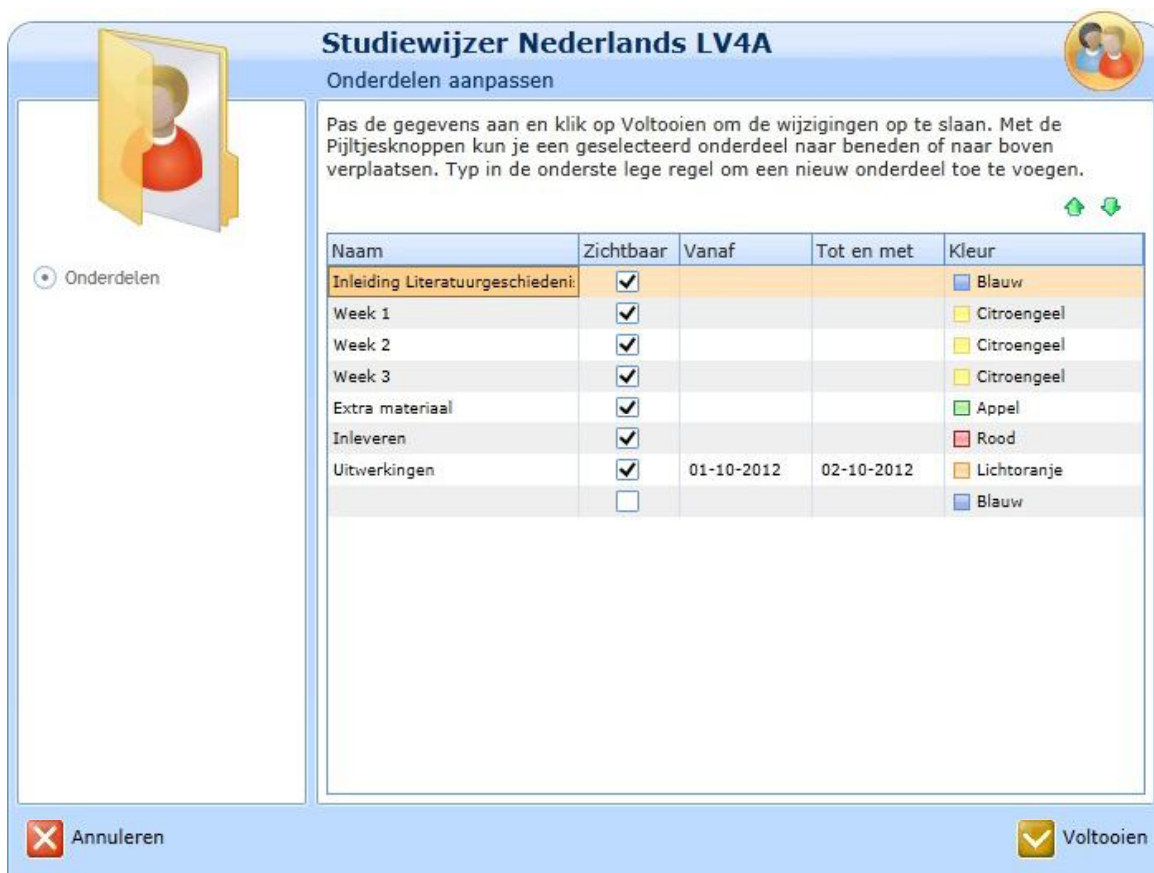 Studiewijzer Nederlands LV4A
Onderdelen aanpassen
Pas de gegevens aan en klik op Voltooien om de wijzigingen op te slaan. Met de
Pijltjesknoppen kun je een geselecteerd onderdeel naar beneden of naar boven
verplaatsen. Typ in de onderste lege regel om een nieuw onderdeel toe te voegen.
Onderdelen
Naam Zichtbaar Vanaf Tot en met Kleur
Inleiding Literatuurgeschiedenis Blauw
Week 1 Citroengeel
Week 2 Citroengeel
Week 3 Citroengeel
Extra materiaal Appel
Inleveren Rood
Uitwerkingen 01-10-2012 02-10-2012 Lichtoranje
Blauw
Annuleren Voltooien